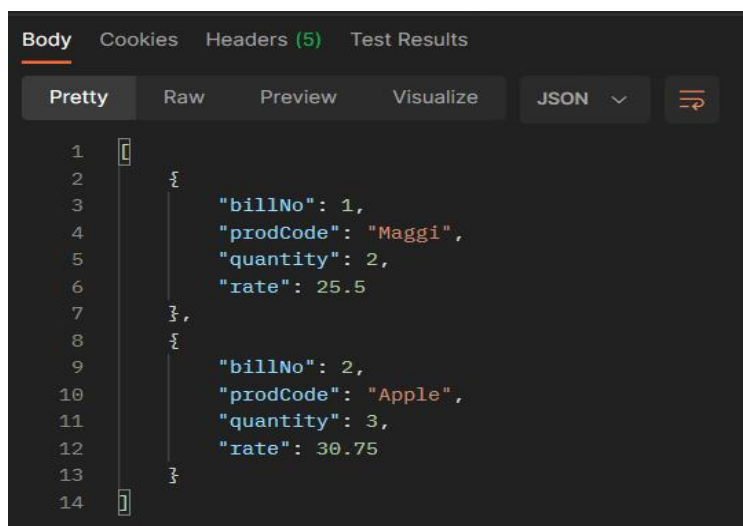 Body Cookies Headers (5) Test Results
Pretty Raw Preview Visualize JSON
1 [
2 {
3 "billNo": 1,
4 "prodCode": "Maggi",
5 "quantity": 2,
6 "rate": 25.5
7 },
8 {
9 "billNo": 2,
10 "prodCode": "Apple",
11 "quantity": 3,
12 "rate": 30.75
13 }
14 ]